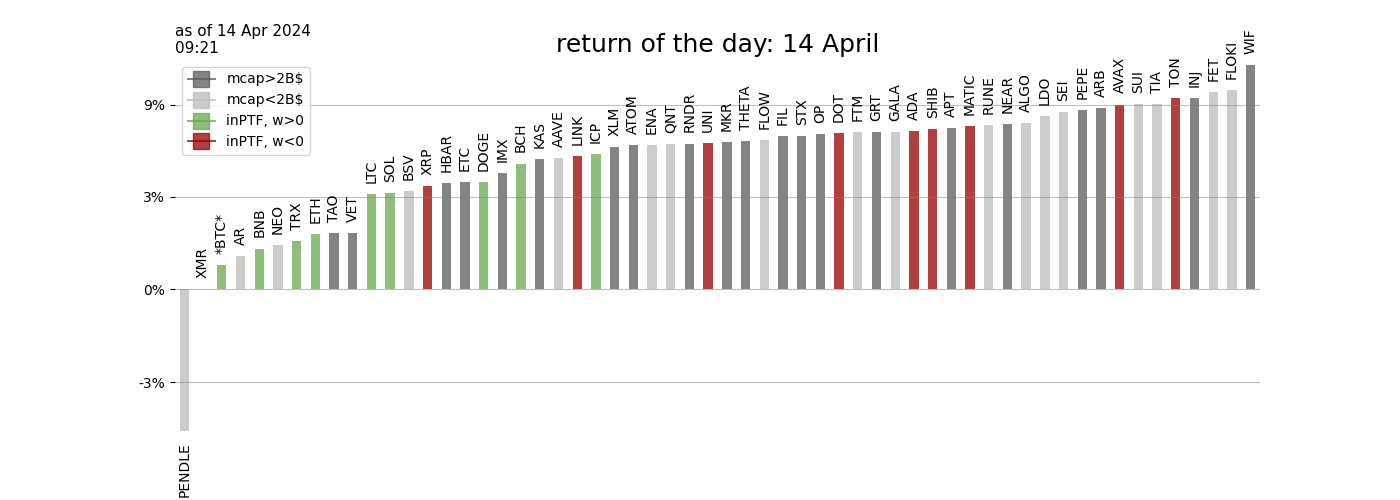 as of 14 Apr 2024
09:21
return of the day: 14 April
mcap>2B$
mcap<2B$
inPTF, w>0
inPTF, w<0
9%
3%
0%
-3%
PENDLE
XMR
*BTC*
AR
BNB
NEO
TRX
ETH
TAO
VET
LTC
SOL
BSV
XRP
HBAR
ETC
DOGE
IMX
BCH
KAS
AAVE
LINK
ICP
XLM
ATOM
ENA
QNT
RNDR
UNI
MKR
THETA
FLOW
FIL
STX
OP
DOT
FTM
GRT
GALA
ADA
SHIB
APT
MATIC
RUNE
NEAR
ALGO
LDO
SEI
PEPE
ARB
AVAX
SUI
TIA
TON
INJ
FET
FLOKI
WIF